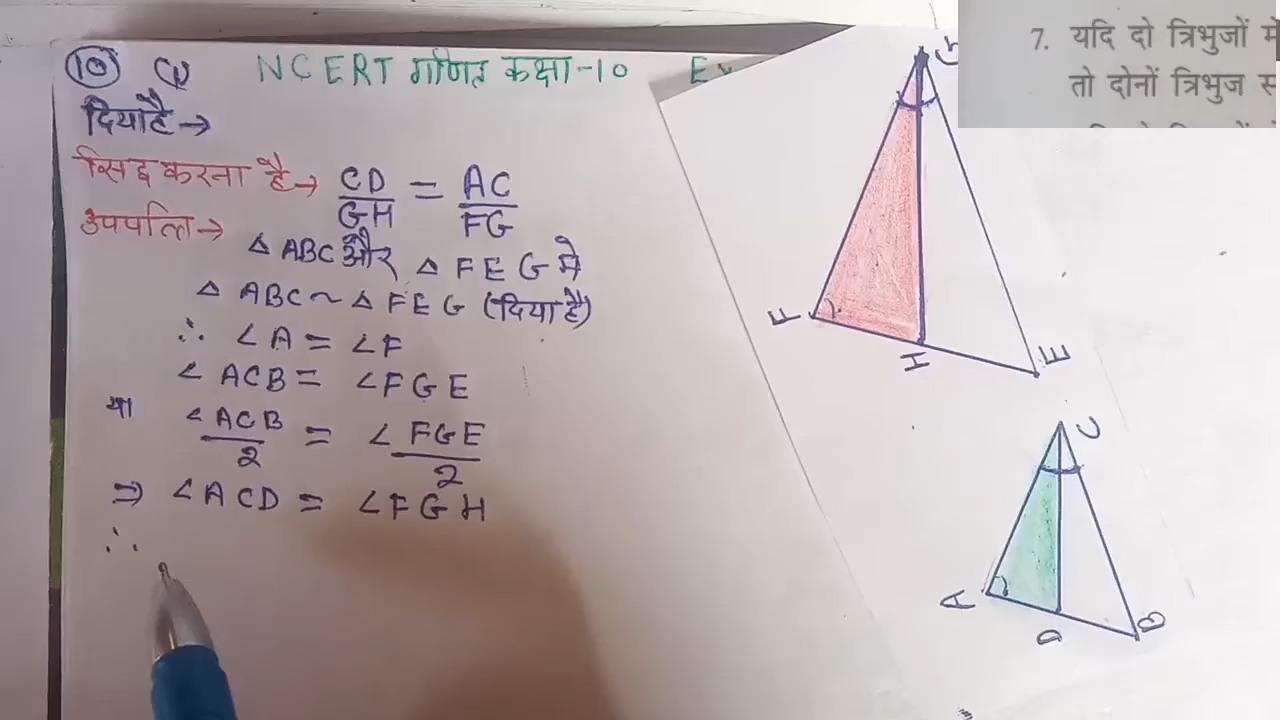 10 (i) NCERT गणित कक्षा-10 Ex
दिया है →
सिद्ध करना है → CD/GH = AC/FG
उपपत्ति →
△ ABC और △ FEG मे
△ ABC ~ △ FEG (दिया है)
∴ ∠A = ∠F
∠ACB = ∠FGE
या ∠ACB/2 = ∠FGE/2
⇒ ∠ACD = ∠FGH
∴
7. यदि दो त्रिभुजों में
तो दोनों त्रिभुज
G
F
H
E
C
A
D
B